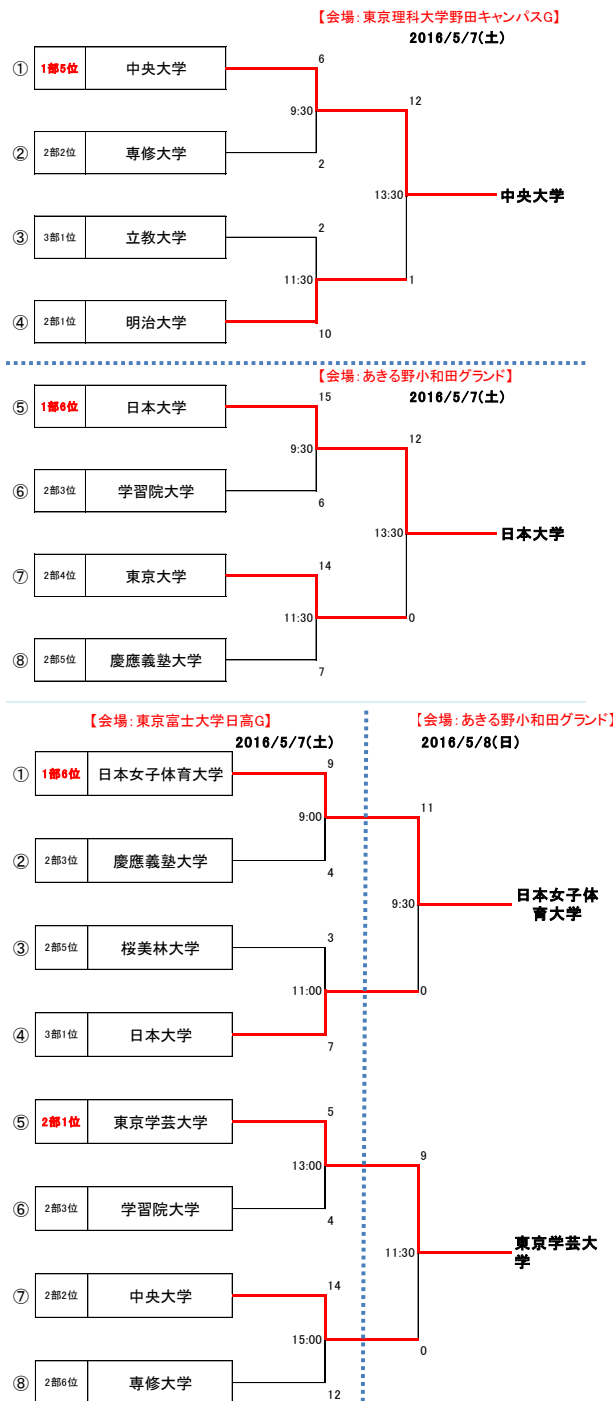 【会場：東京理科大学野田キャンパスG】
2016/5/7(土)
6
① 1部5位 中央大学
12
9:30
② 2部2位 専修大学
2
13:30 中央大学
2
③ 3部1位 立教大学
11:30 1
④ 2部1位 明治大学
10
【会場：あきる野小和田グランド】
15 2016/5/7(土)
⑤ 1部6位 日本大学
12
9:30
⑥ 2部3位 学習院大学
6
13:30 日本大学
14
⑦ 2部4位 東京大学
11:30 0
⑧ 2部5位 慶應義塾大学
7
【会場：東京富士大学日高G】 【会場：あきる野小和田グランド】
2016/5/7(土) 2016/5/8(日)
9
① 1部6位 日本女子体育大学
11
9:00
② 2部3位 慶應義塾大学
4
日本女子体
9:30
育大学
3
③ 2部5位 桜美林大学
11:00 0
④ 3部1位 日本大学
7
5
⑤ 2部1位 東京学芸大学
9
13:00
⑥ 2部3位 学習院大学
4
東京学芸大
11:30
学
14
⑦ 2部2位 中央大学
15:00
0
⑧ 2部6位 専修大学
12